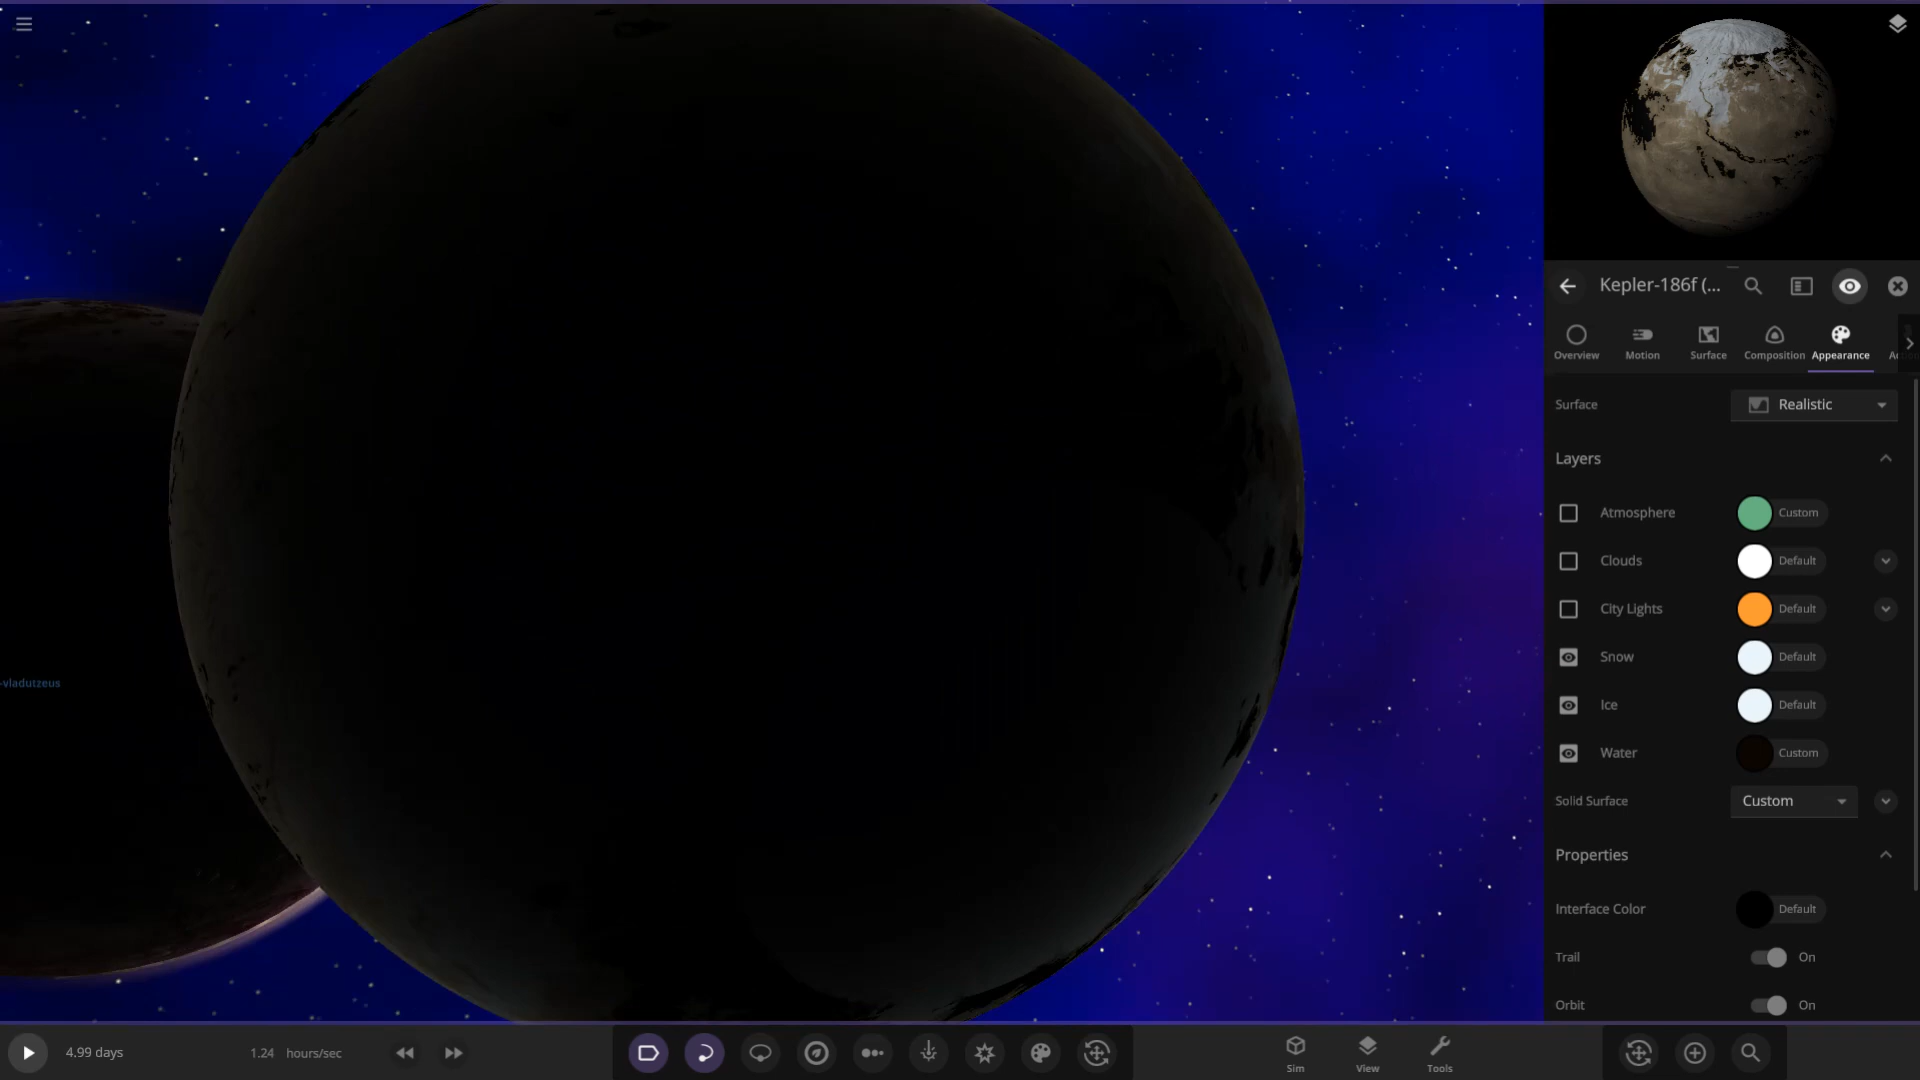 Kepler-186f (...
Overview
Motion
Surface
Composition
Appearance
Surface
Realistic
Layers
Atmosphere
Custom
Clouds
Default
City Lights
Default
Snow
Default
Ice
Default
-vladutzeus
Water
Custom
Solid Surface
Custom
Properties
Interface Color
Default
Trail
On
Orbit
On
4.99 days
1.24 hours/sec
Sim
View
Tools